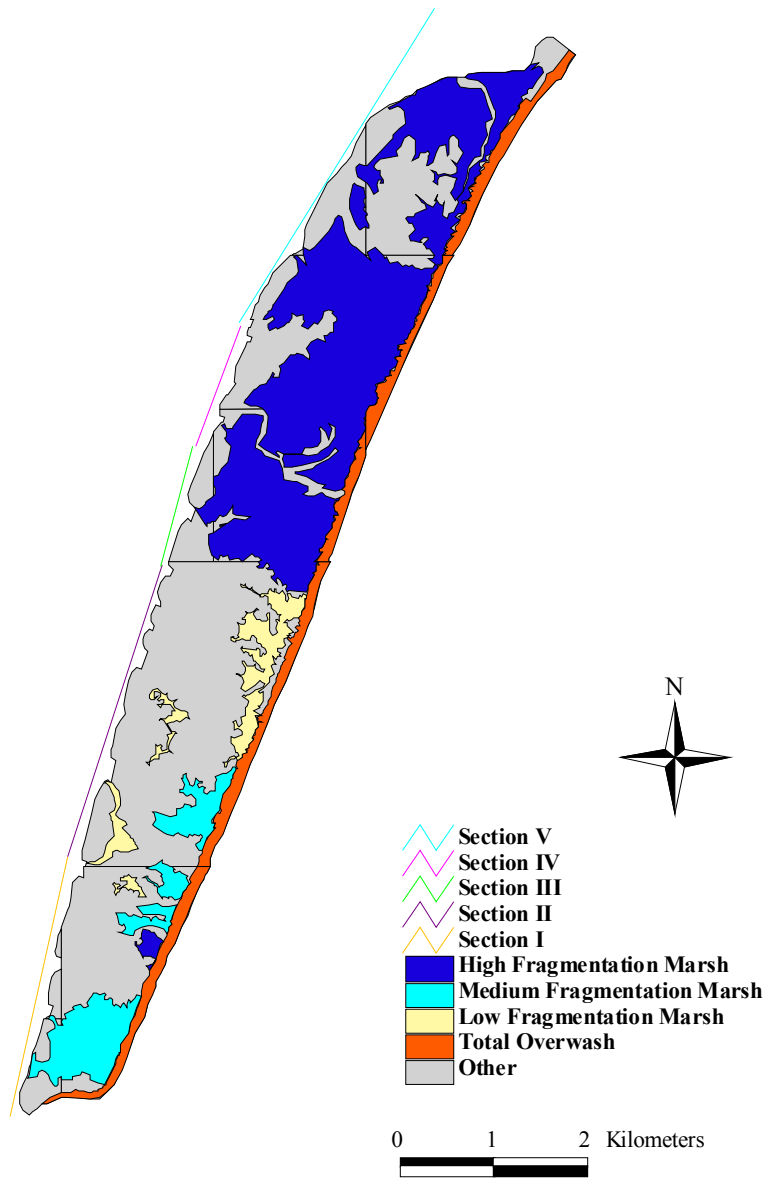 N
Section V
Section IV
Section III
Section II
Section I
High Fragmentation Marsh
Medium Fragmentation Marsh
Low Fragmentation Marsh
Total Overwash
Other
0 1 2 Kilometers